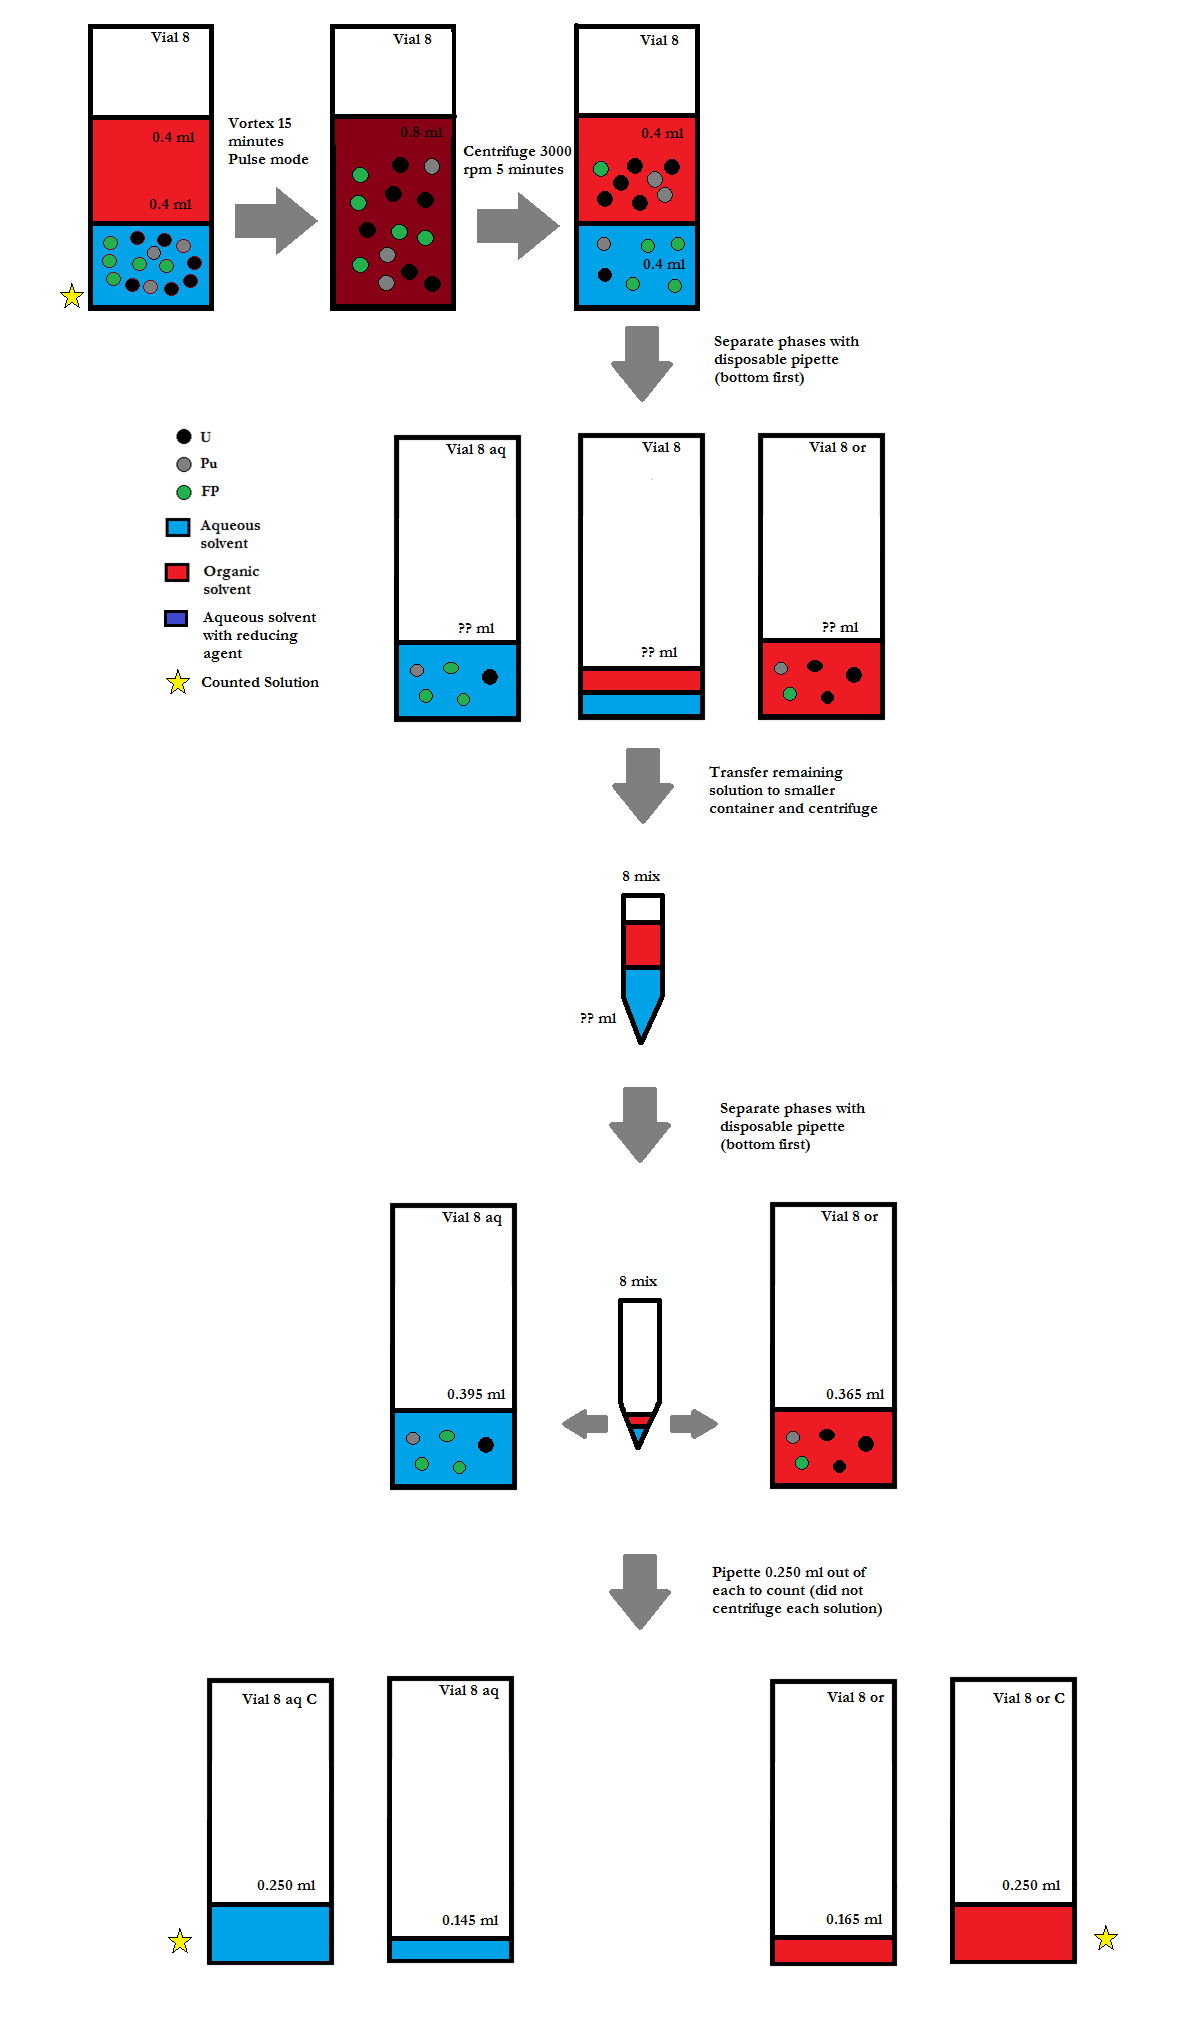 Vial 8
Vial 8
Vial 8
0.4 ml
0.4 ml
Vortex 15
minutes
Pulse mode
0.8 ml
Centrifuge 3000
rpm 5 minutes
0.4 ml
0.4 ml
Separate phases with
disposable pipette
(bottom first)
U
Pu
FP
Aqueous
solvent
Organic
solvent
Aqueous solvent
with reducing
agent
Counted Solution
Vial 8 aq
Vial 8
Vial 8 or
?? ml
?? ml
?? ml
Transfer remaining
solution to smaller
container and centrifuge
8 mix
?? ml
Separate phases with
disposable pipette
(bottom first)
Vial 8 aq
8 mix
Vial 8 or
0.395 ml
0.365 ml
Pipette 0.250 ml out of
each to count (did not
centrifuge each solution)
Vial 8 aq C
Vial 8 aq
Vial 8 or
Vial 8 or C
0.250 ml
0.145 ml
0.165 ml
0.250 ml